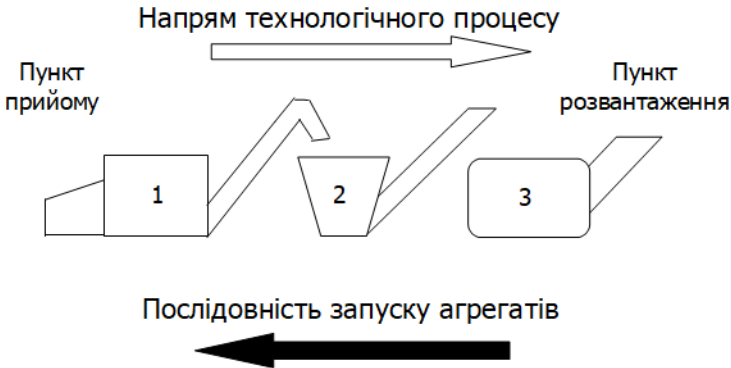 Напрям технологічного процесу
Пункт
прийому
Пункт
розвантаження
1
2
3
Послідовність запуску агрегатів